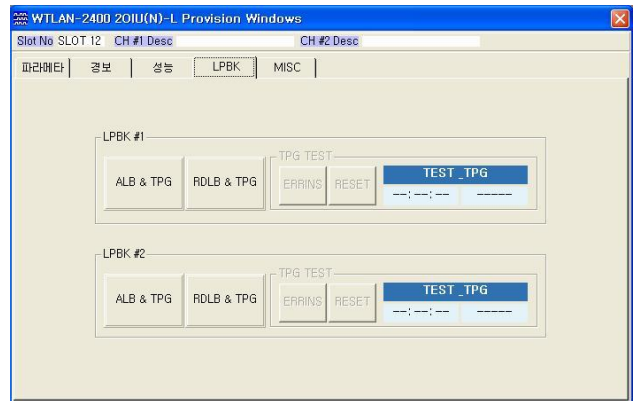 WTLAN-2400 2OIU(N)-L Provision Windows
Slot No SLOT 12 CH #1 Desc CH #2 Desc
파라메타 경보 성능 LPBK MISC
LPBK #1
TPG TEST
ALB & TPG RDLB & TPG ERRINS RESET TEST_TPG
--:--:-- -----
LPBK #2
TPG TEST
ALB & TPG RDLB & TPG ERRINS RESET TEST_TPG
--:--:-- -----